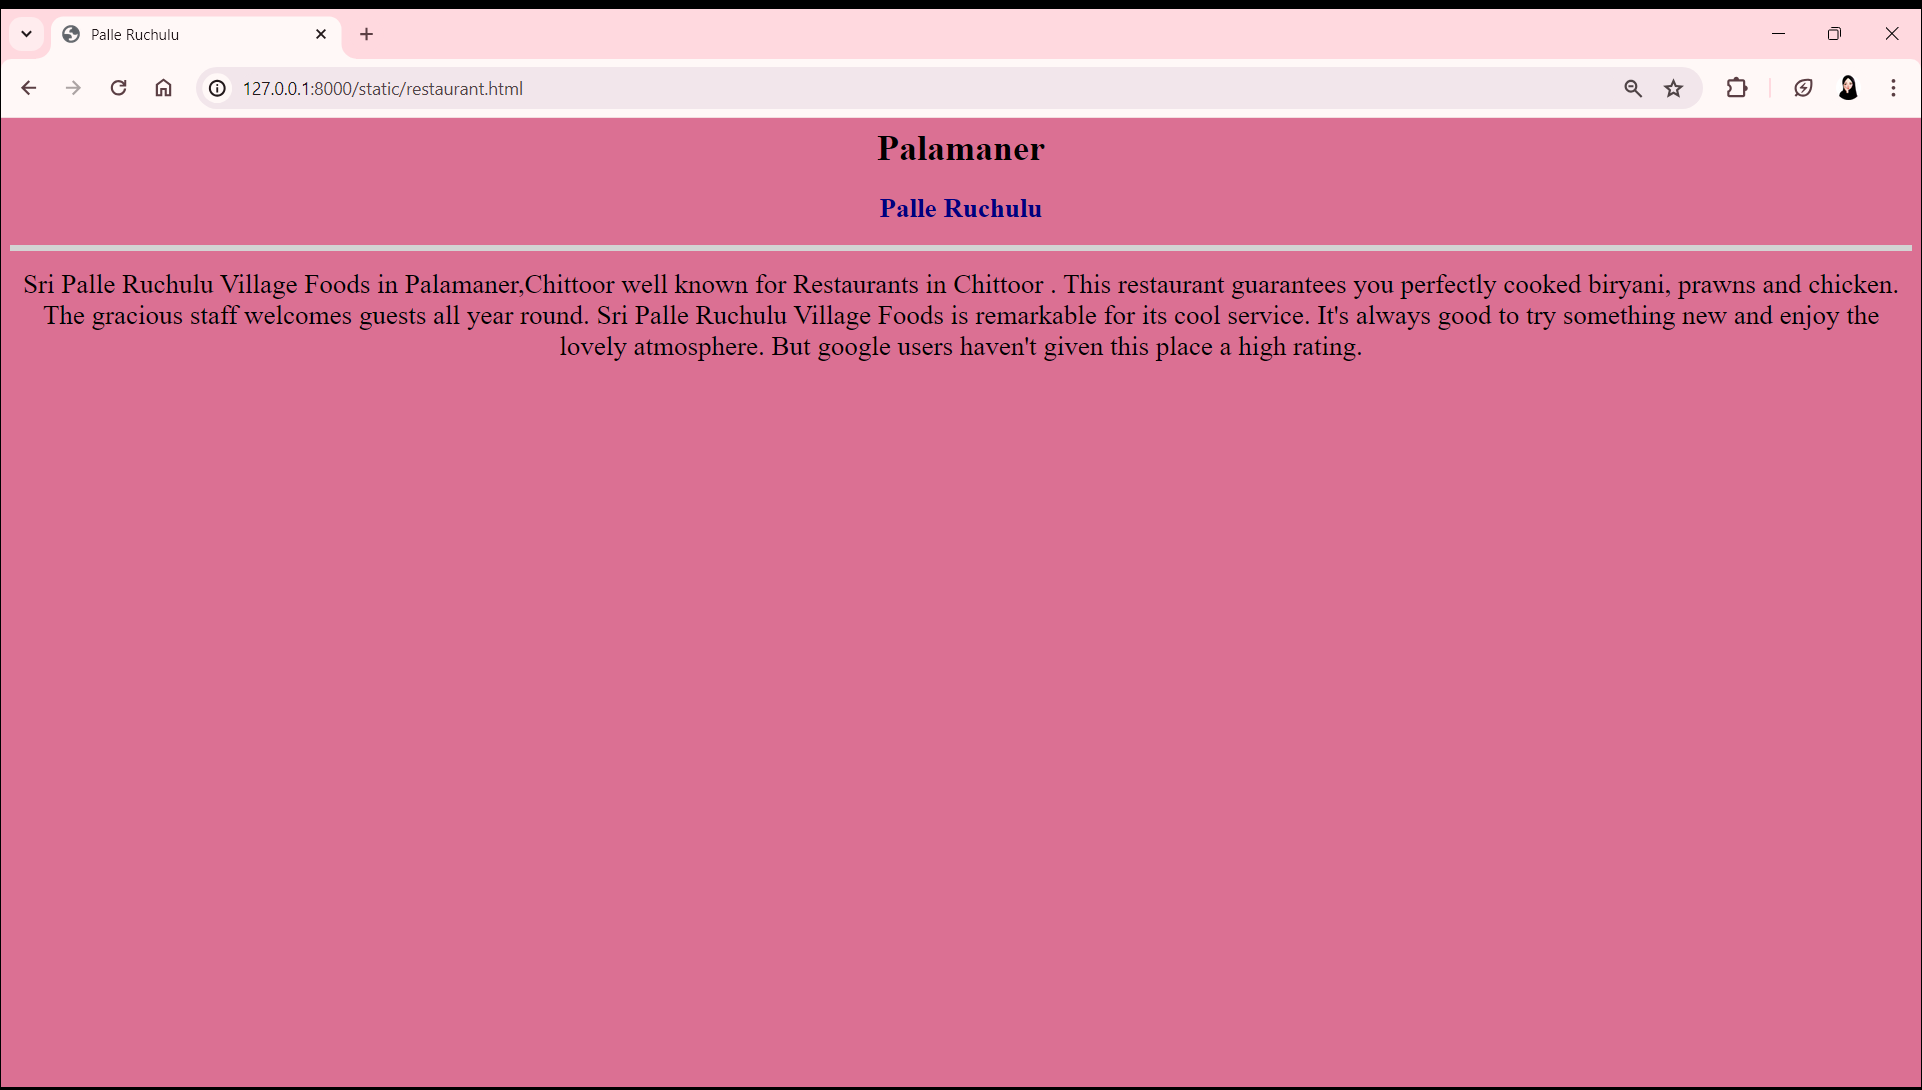 Palle Ruchulu
127.0.0.1:8000/static/restaurant.html
Palamaner
Palle Ruchulu
Sri Palle Ruchulu Village Foods in Palamaner,Chittoor well known for Restaurants in Chittoor . This restaurant guarantees you perfectly cooked biryani, prawns and chicken.
The gracious staff welcomes guests all year round. Sri Palle Ruchulu Village Foods is remarkable for its cool service. It's always good to try something new and enjoy the
lovely atmosphere. But google users haven't given this place a high rating.